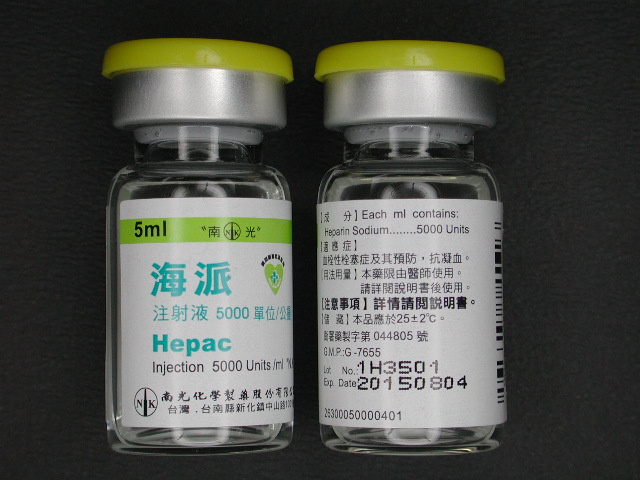 5ml "南 NK 光"
海派
注射液 5000 單位/公
Hepac
Injection 5000 Units/ml
NK 南光化學製藥股份有限
台灣.台南縣新化鎮中山路
【成 分】Each ml contains:
Heparin Sodium........5000 Units
【適應症】
血栓性栓塞症及其預防，抗凝血。
【用法用量】本藥限由醫師使用。
請詳閱說明書後使用。
【注意事項】詳情請閱說明書。
【儲 藏】本品應於25±2℃。
衛署藥製字第 044805 號
G.M.P.:G-7655
Lot No. 1H3501
Exp. Date: 20150804
26300050000401